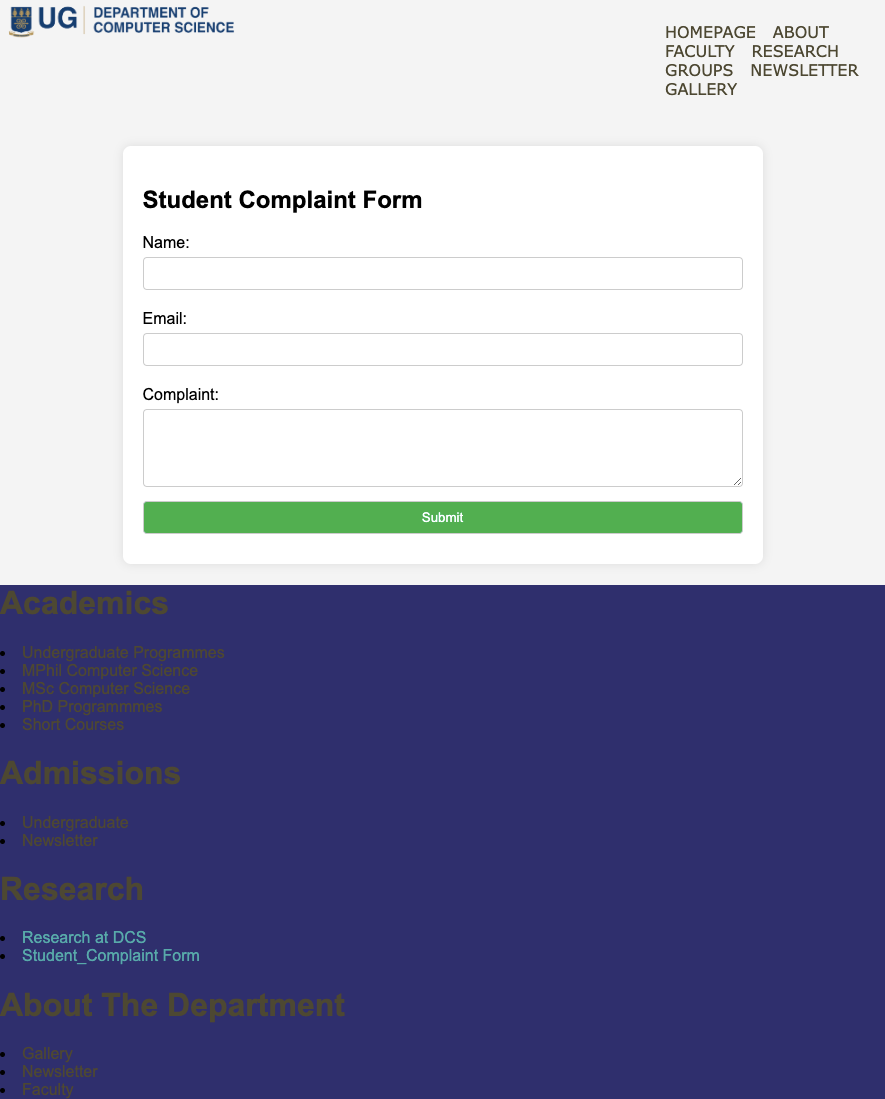 UG DEPARTMENT OF
COMPUTER SCIENCE
HOMEPAGE ABOUT
FACULTY RESEARCH
GROUPS NEWSLETTER
GALLERY
Student Complaint Form
Name:
Email:
Complaint:
Submit
Academics
Undergraduate Programmes
MPhil Computer Science
MSc Computer Science
PhD Programmmes
Short Courses
Admissions
Undergraduate
Newsletter
Research
Research at DCS
Student_Complaint Form
About The Department
Gallery
Newsletter
Faculty